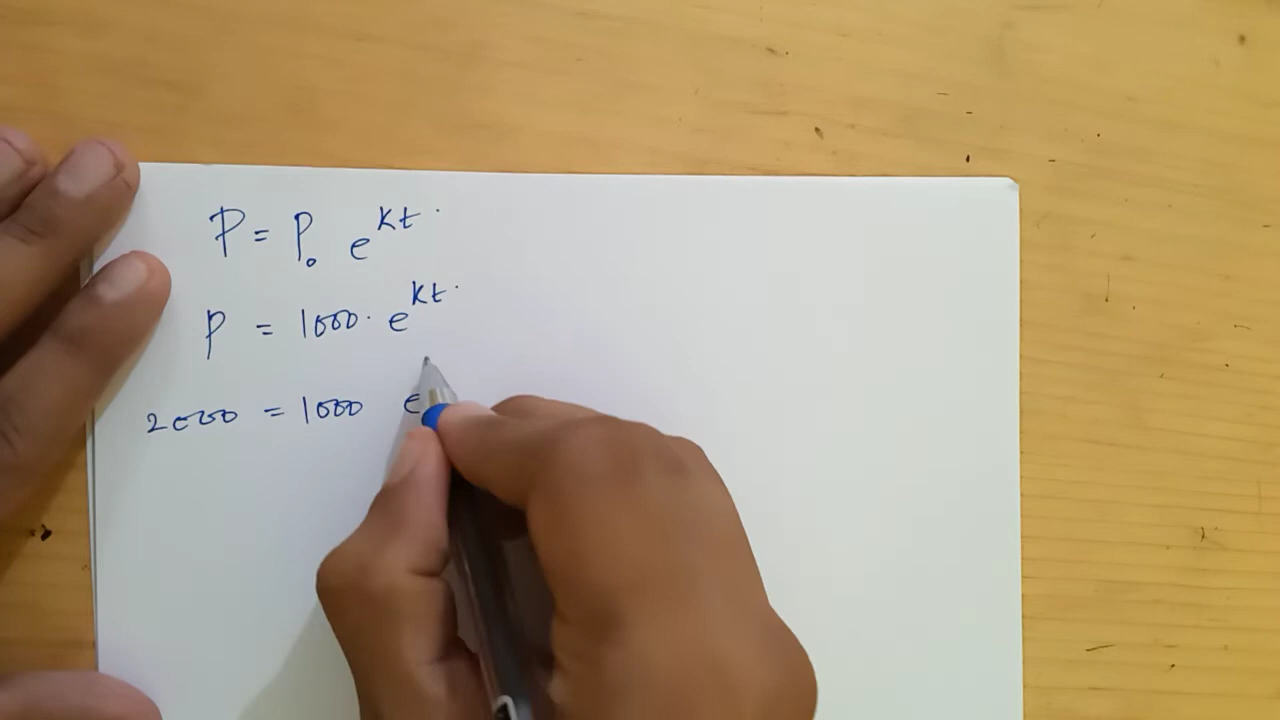 P = P₀ e^{kt}.
P = 1000. e^{kt}.
2000 = 1000 e